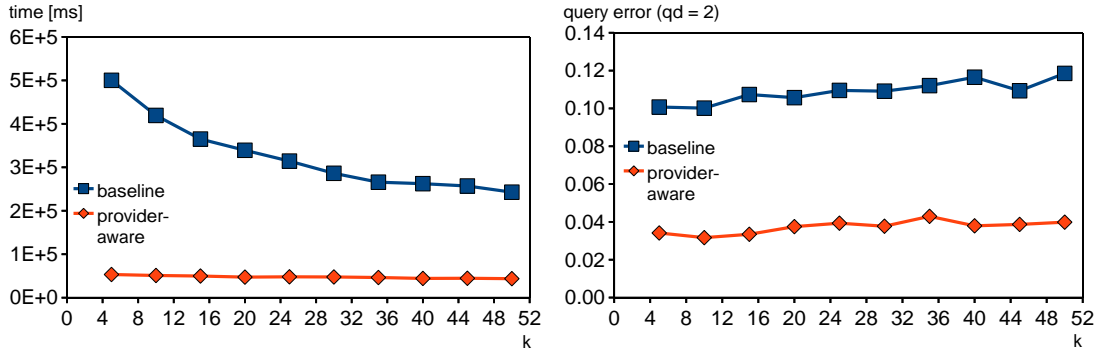 time [ms]
6E+5
5E+5
4E+5
3E+5
2E+5
1E+5
0E+0
baseline
provider-
aware
0 4 8 12 16 20 24 28 32 36 40 44 48 52
k
query error (qd = 2)
0.14
0.12
0.10
0.08
0.06
0.04
0.02
0.00
baseline
provider-
aware
0 4 8 12 16 20 24 28 32 36 40 44 48 52
k